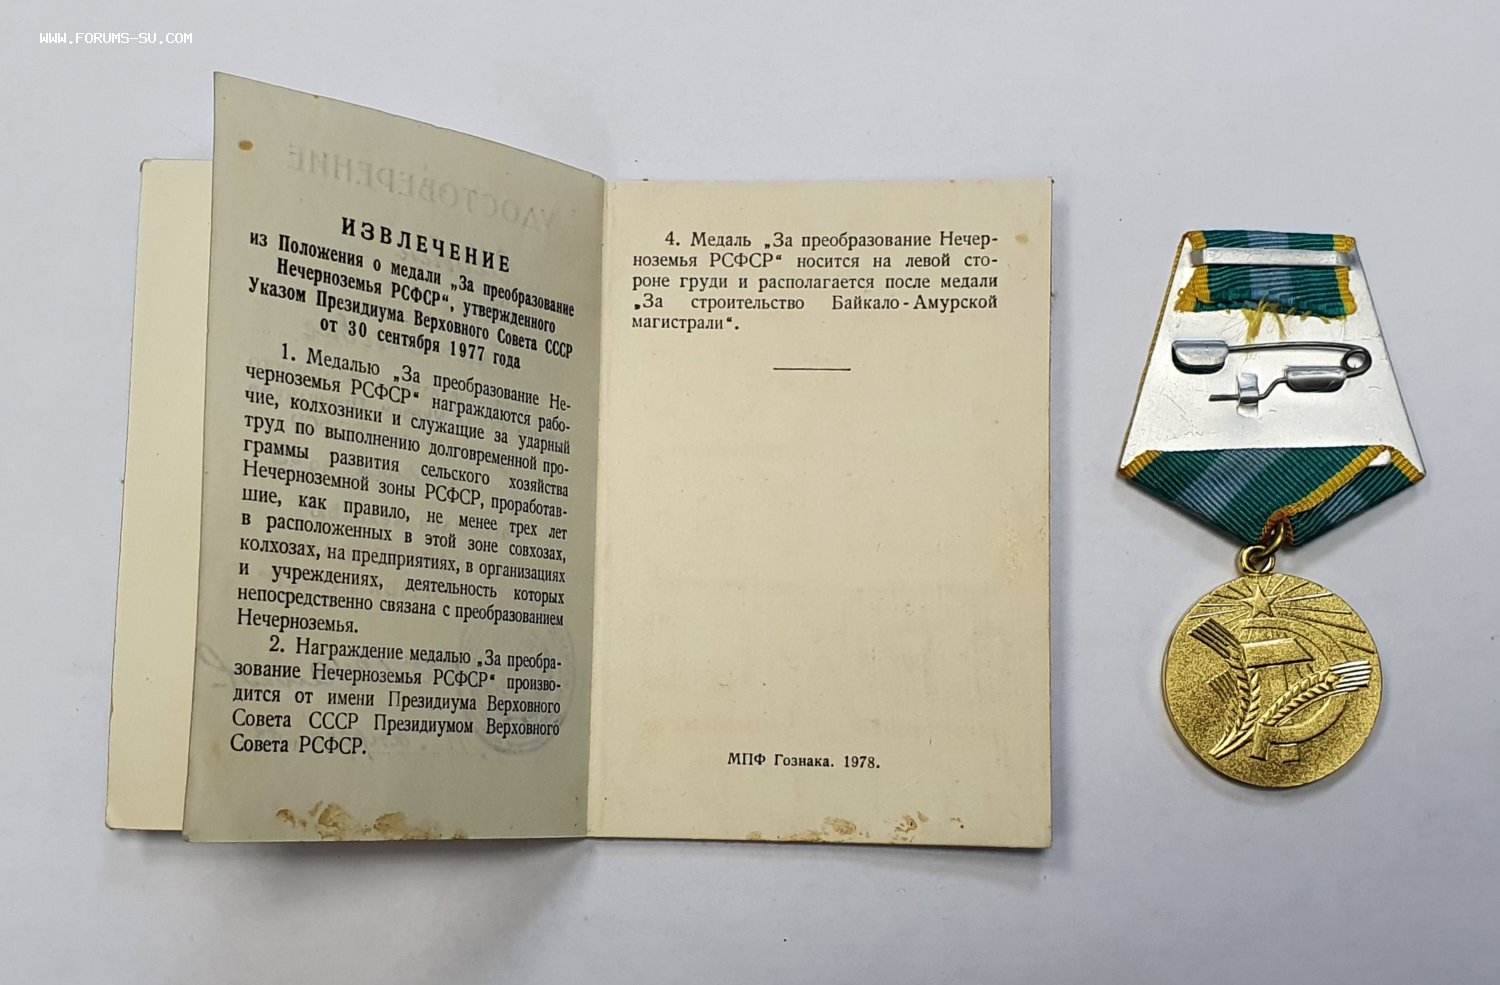 WWW.FORUMS-SU.COM
УДОСТОВЕРЕНИЕ
ИЗВЛЕЧЕНИЕ
из Положения о медали „За преобразование
Нечерноземья РСФСР“, утвержденного
Указом Президиума Верховного Совета СССР
от 30 сентября 1977 года
1. Медалью „За преобразование Не-
черноземья РСФСР“ награждаются рабо-
чие, колхозники и служащие за ударный
труд по выполнению долговременной про-
граммы развития сельского хозяйства
Нечерноземной зоны РСФСР, проработав-
шие, как правило, не менее трех лет
в расположенных в этой зоне совхозах,
колхозах, на предприятиях, в организациях
и учреждениях, деятельность которых
непосредственно связана с преобразованием
Нечерноземья.
2. Награждение медалью „За преобра-
зование Нечерноземья РСФСР“ произво-
дится от имени Президиума Верховного
Совета СССР Президиумом Верховного
Совета РСФСР.
4. Медаль „За преобразование Нечер-
ноземья РСФСР“ носится на левой сто-
роне груди и располагается после медали
„За строительство Байкало-Амурской
магистрали“.
МПФ Гознака. 1978.